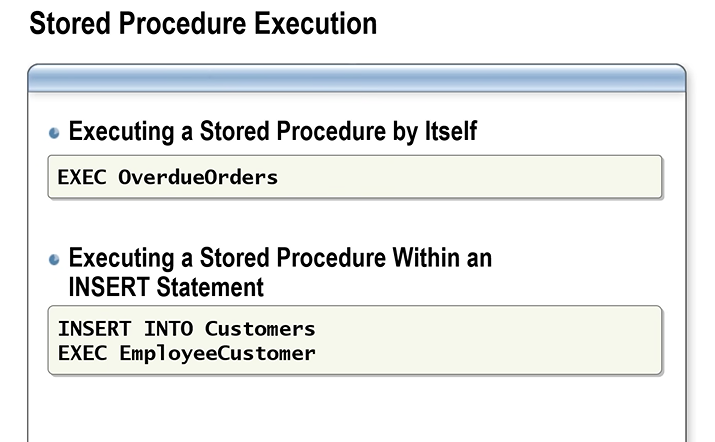 Stored Procedure Execution
Executing a Stored Procedure by Itself
EXEC OverdueOrders
Executing a Stored Procedure Within an
INSERT Statement
INSERT INTO Customers
EXEC EmployeeCustomer